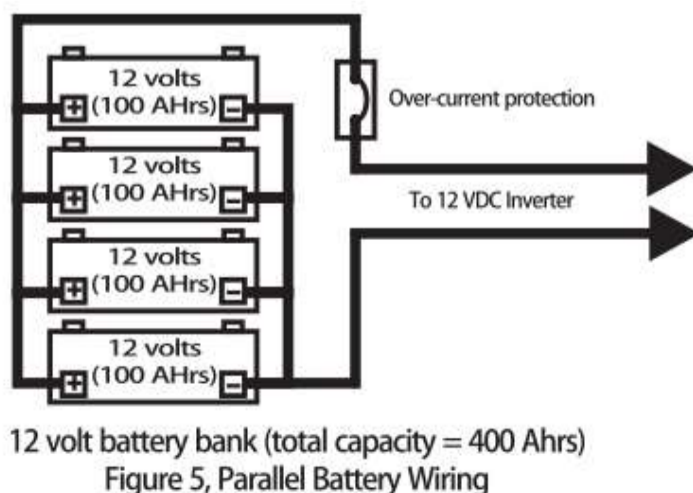 12 volts
+ (100 AHrs) −
12 volts
+ (100 AHrs) −
12 volts
+ (100 AHrs) −
12 volts
+ (100 AHrs) −
Over-current protection
To 12 VDC Inverter
12 volt battery bank (total capacity = 400 Ahrs)
Figure 5, Parallel Battery Wiring